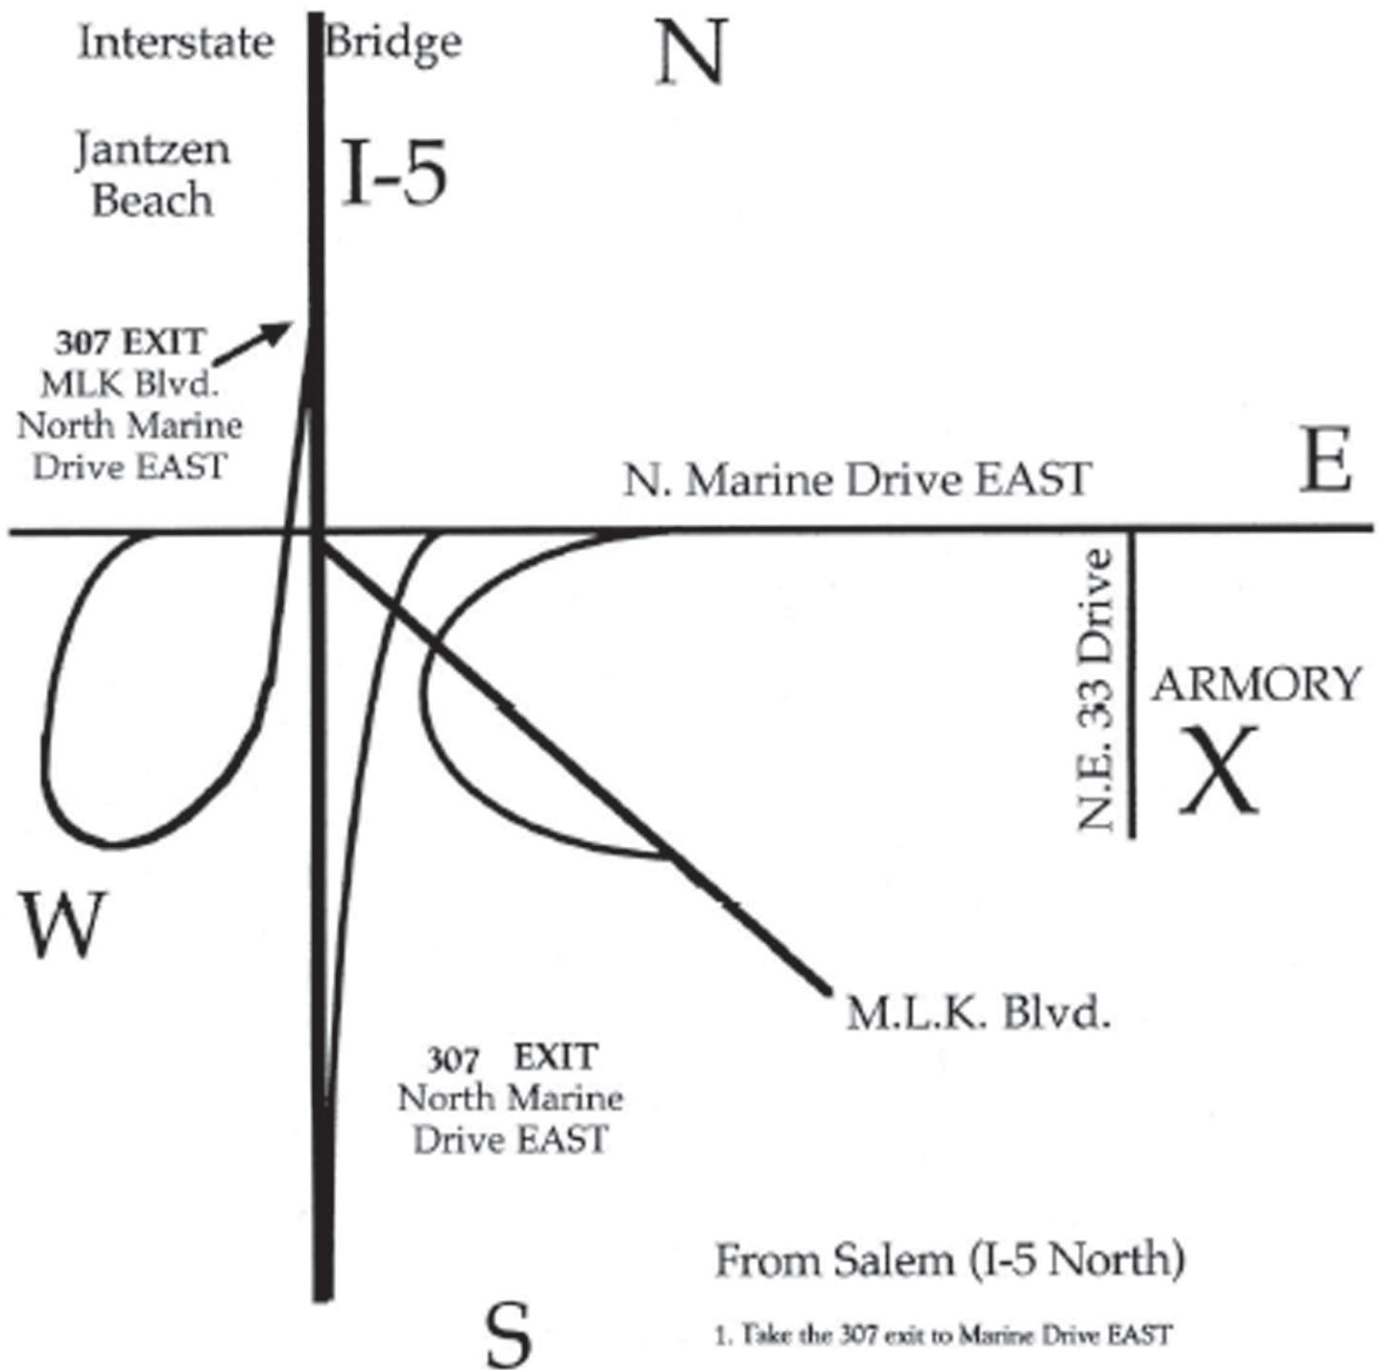 Interstate Bridge
N
Jantzen
Beach
I-5
307 EXIT
MLK Blvd.
North Marine
Drive EAST
E
N. Marine Drive EAST
N.E. 33 Drive
ARMORY
X
W
M.L.K. Blvd.
307 EXIT
North Marine
Drive EAST
From Salem (I-5 North)
1. Take the 307 exit to Marine Drive EAST
S